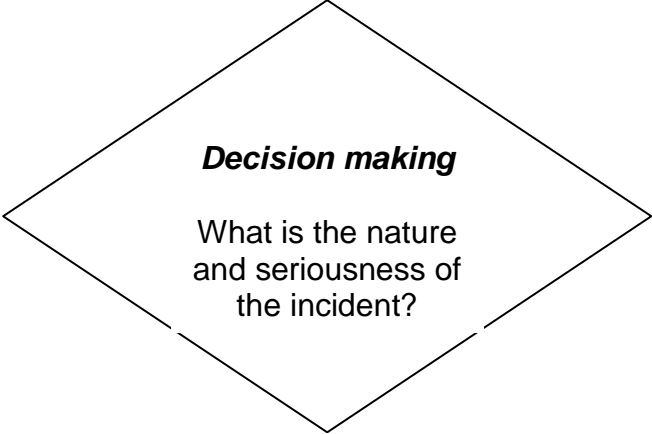 Decision making
What is the nature
and seriousness of
the incident?